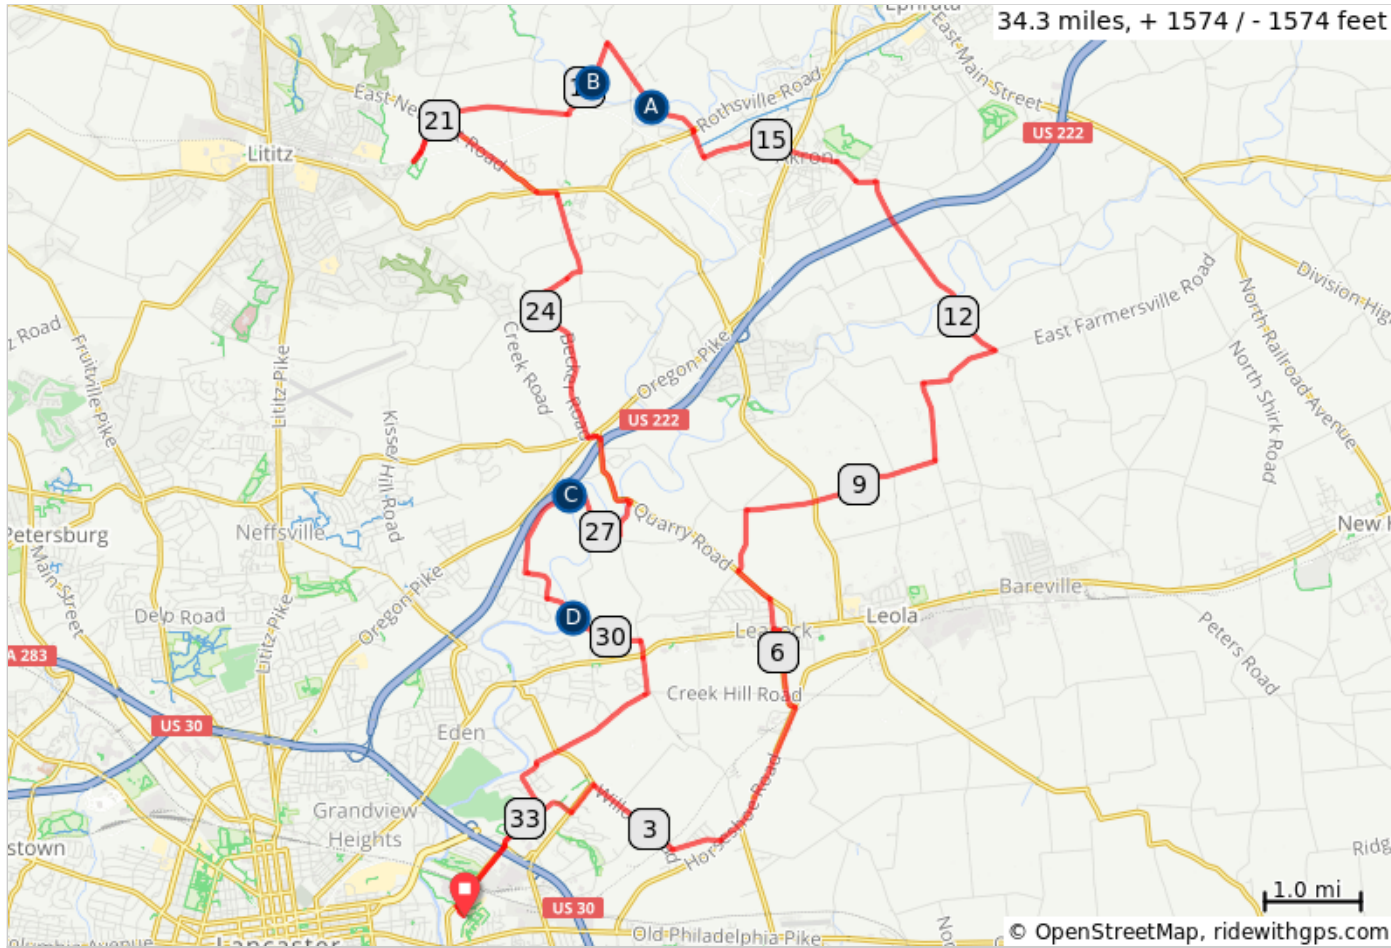 Ephrata
34.3 miles, + 1574 / - 1574 feet
East Main Street
B
A
East Ne
Road
Rothsville Road
21
15
Akron
US 222
Lititz
24
12
East Farmersville Road
Division Hig
z Road
Fruitville Pike
Lititz Pike
Creek Road
Becker Road
Oregon Pike
North Railroad Avenue
North Shirk Road
US 222
Kissel Hill Road
C
9
27
Quarry Road
Petersburg
Neffsville
New H
Main Street
Bareville
Delp Road
Lititz Pike
Oregon Pike
D
30
Leacock
Leola
6
Peters Road
A 283
Creek Hill Road
US 30
Eden
Horseshoe Road
Grandview
Heights
33
3
stown
Ridg
1.0 mi
US 30
Old Philadelphia Pike
Lancaster
© OpenStreetMap, ridewithgps.com